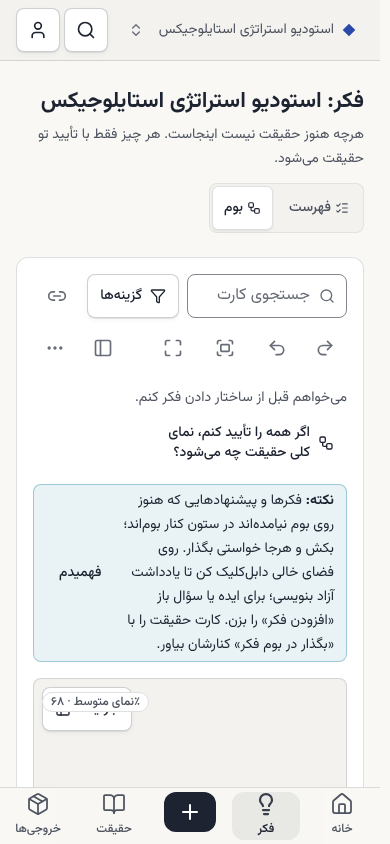 استودیو استراتژی استایلوجیکس
فکر: استودیو استراتژی استایلوجیکس
هرچه هنوز حقیقت نیست اینجاست. هر چیز فقط با تأیید تو
حقیقت می‌شود.
فهرست
بوم
جستجوی کارت
گزینه‌ها
می‌خواهم قبل از ساختار دادن فکر کنم.
اگر همه را تأیید کنم، نمای
کلی حقیقت چه می‌شود؟
نکته: فکرها و پیشنهادهایی که هنوز
روی بوم نیامده‌اند در ستون کنار بوم‌اند؛
بکش و هرجا خواستی بگذار. روی
فضای خالی دابل‌کلیک کن تا یادداشت
آزاد بنویسی؛ برای ایده یا سؤال باز
«افزودن فکر» را بزن. کارت حقیقت را با
«بگذار در بوم فکر» کنارشان بیاور.
فهمیدم
نمای متوسط · ۶۸٪
خانه
فکر
حقیقت
خروجی‌ها